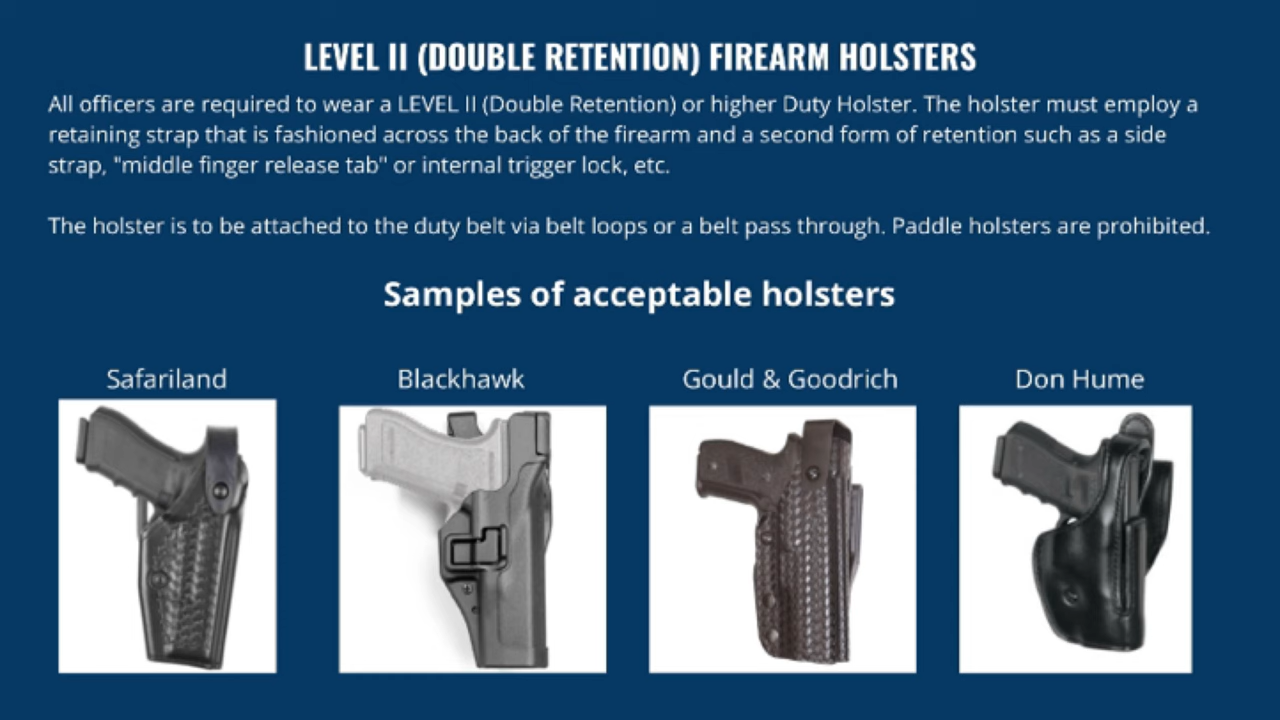 LEVEL II (DOUBLE RETENTION) FIREARM HOLSTERS
All officers are required to wear a LEVEL II (Double Retention) or higher Duty Holster. The holster must employ a
retaining strap that is fashioned across the back of the firearm and a second form of retention such as a side
strap, "middle finger release tab" or internal trigger lock, etc.
The holster is to be attached to the duty belt via belt loops or a belt pass through. Paddle holsters are prohibited.
Samples of acceptable holsters
Safariland
Blackhawk
Gould & Goodrich
Don Hume